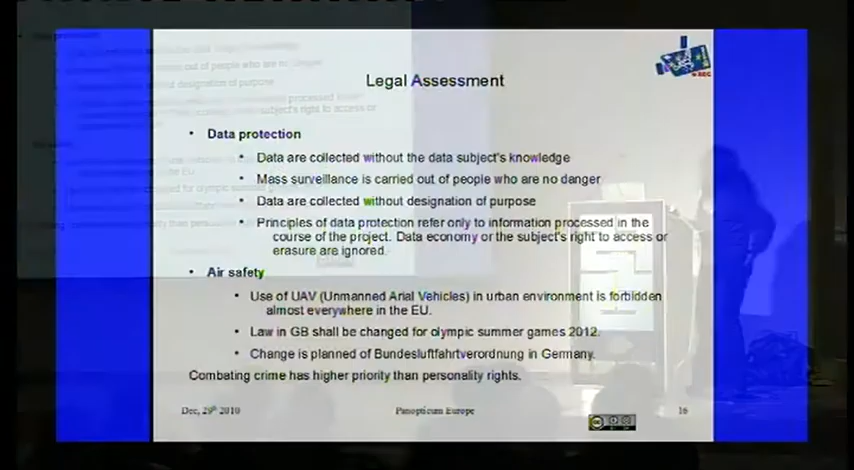 Legal Assessment
• Data protection
• Data are collected without the data subject's knowledge
• Mass surveillance is carried out of people who are no danger
• Data are collected without designation of purpose
• Principles of data protection refer only to information processed in the
course of the project. Data economy or the subject's right to access or
erasure are ignored.
• Air safety
• Use of UAV (Unmanned Arial Vehicles) in urban environment is forbidden
almost everywhere in the EU.
• Law in GB shall be changed for olympic summer games 2012.
• Change is planned of Bundesluftfahrtverordnung in Germany.
Combating crime has higher priority than personality rights.
Dec, 29th 2010
Panopticum Europe
16